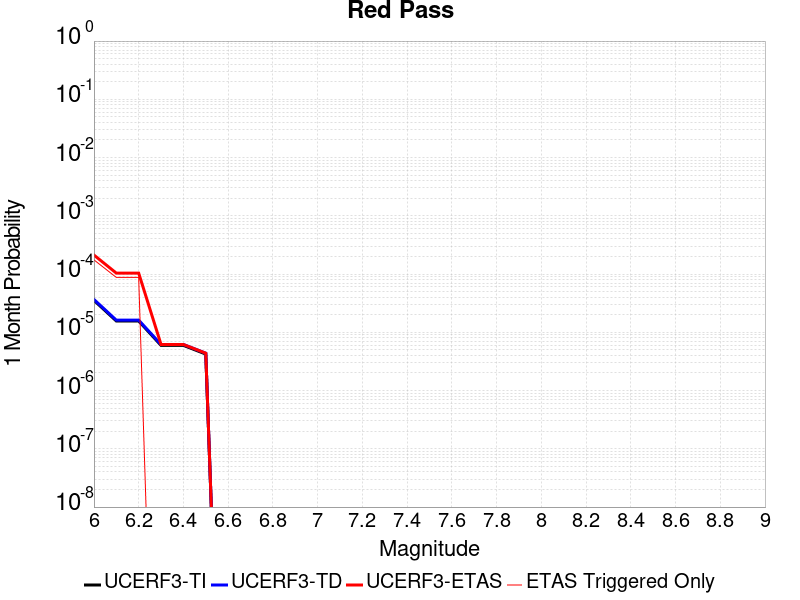 Red Pass
10^0
10^-1
10^-2
10^-3
10^-4
10^-5
10^-6
10^-7
10^-8
1 Month Probability
6 6.2 6.4 6.6 6.8 7 7.2 7.4 7.6 7.8 8 8.2 8.4 8.6 8.8 9
Magnitude
UCERF3-TI UCERF3-TD UCERF3-ETAS ETAS Triggered Only